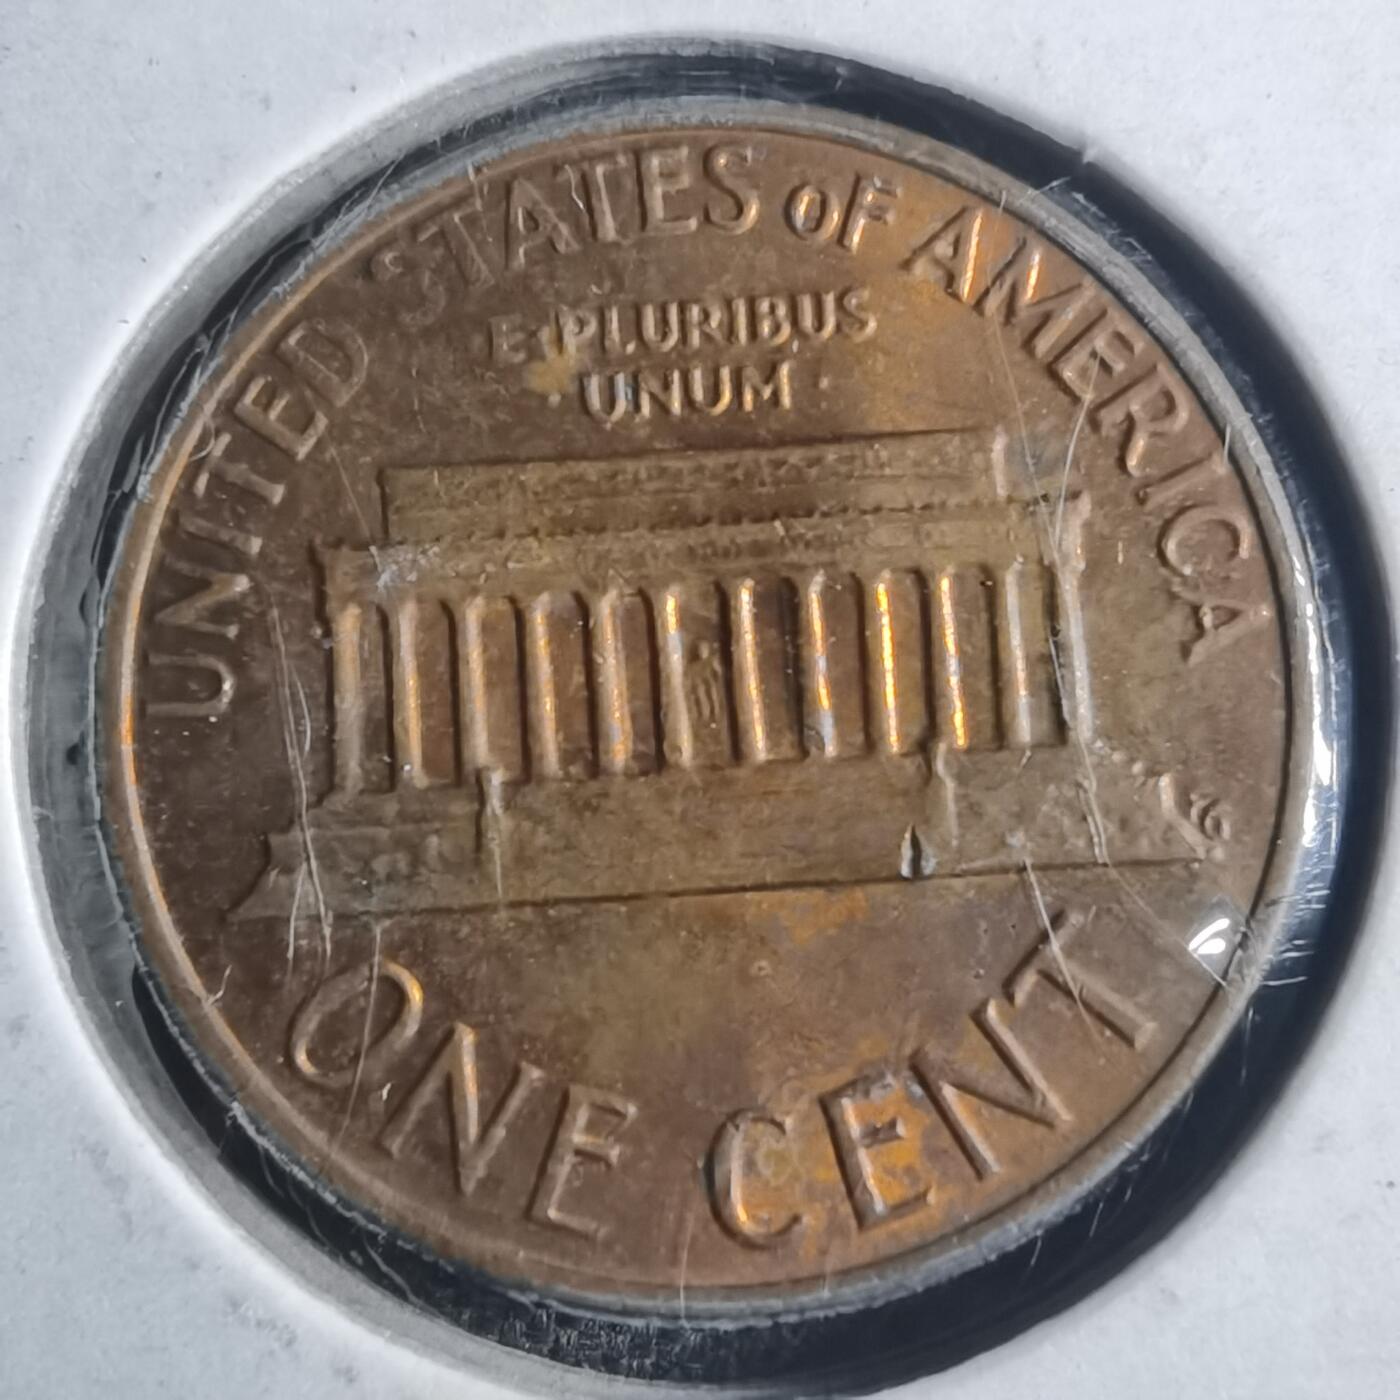 UNITED STATES OF AMERICA
E PLURIBUS
UNUM
ONE CENT